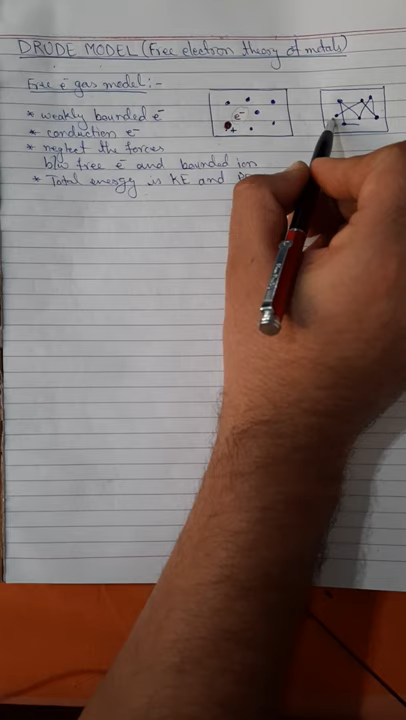 DRUDE MODEL (Free electron theory of metals)
Free e⁻ gas model:-
* weakly bounded e⁻
* conduction e⁻
* neglect the forces
b/w free e⁻ and bounded ion
* Total energy is KE and
e⁻
+